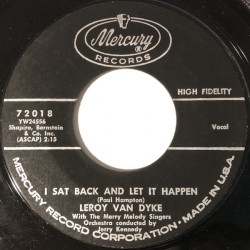 Mercury
RECORDS
HIGH FIDELITY
72018
YW24556
Shapiro, Bernstein
& Co. Inc.
(ASCAP) 2:15
Vocal
I SAT BACK AND LET IT HAPPEN
(Paul Hampton)
LEROY VAN DYKE
With The Merry Melody Singers
Orchestra conducted by
Jerry Kennedy
MERCURY RECORD CORPORATION • MADE IN U.S.A.